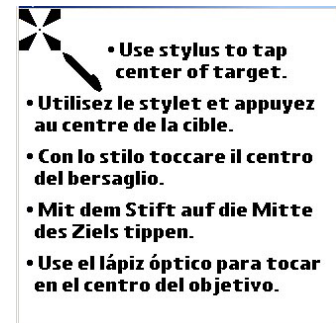 • Use stylus to tap
center of target.
• Utilisez le stylet et appuyez
au centre de la cible.
• Con lo stilo toccare il centro
del bersaglio.
• Mit dem Stift auf die Mitte
des Ziels tippen.
• Use el lápiz óptico para tocar
en el centro del objetivo.